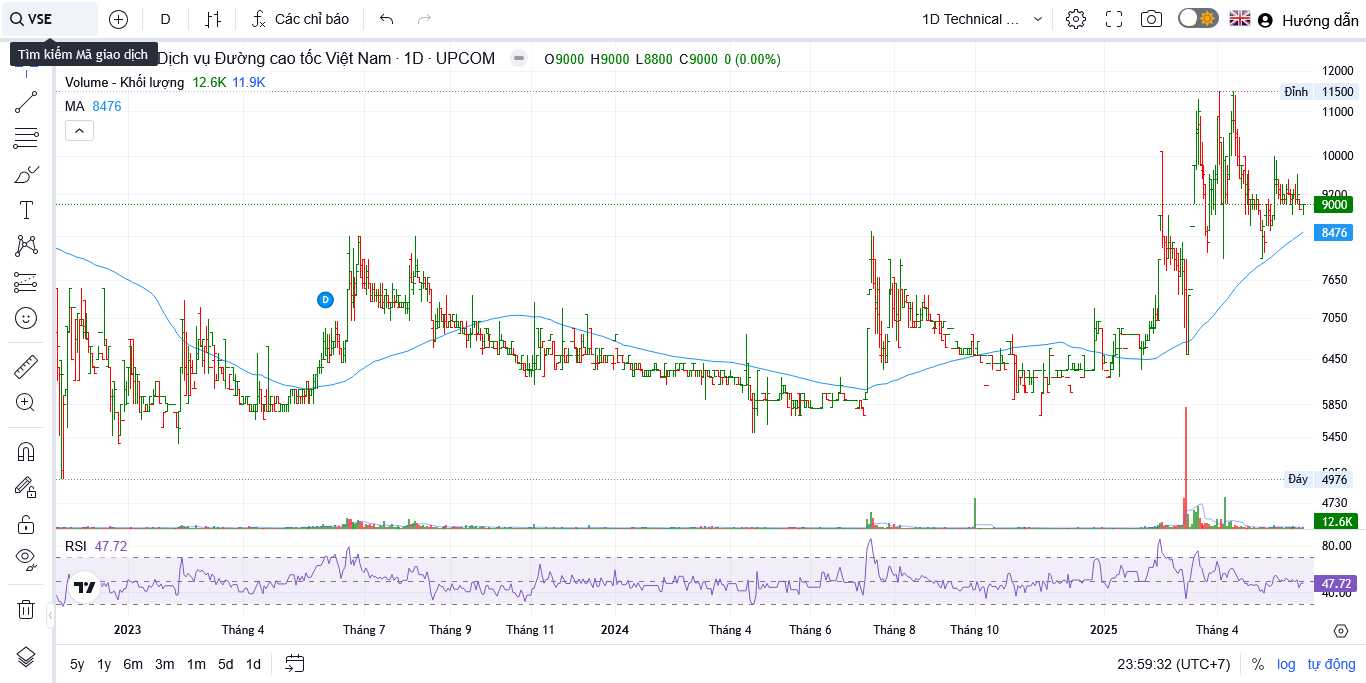 VSE
D
Các chỉ báo
1D Technical ...
Hướng dẫn
Tìm kiếm Mã giao dịch
Dịch vụ Đường cao tốc Việt Nam · 1D · UPCOM
O9000 H9000 L8800 C9000 0 (0.00%)
Volume - Khối lượng 12.6K 11.9K
MA 8476
12000
Đỉnh 11500
11000
10000
9200
9000
8476
D
7650
7050
6450
5850
5450
5050
Đáy 4976
4730
12.6K
RSI 47.72
80.00
47.72
40.00
2023 Tháng 4 Tháng 7 Tháng 9 Tháng 11 2024 Tháng 4 Tháng 6 Tháng 8 Tháng 10 2025 Tháng 4
5y 1y 6m 3m 1m 5d 1d
23:59:32 (UTC+7) % log tự động